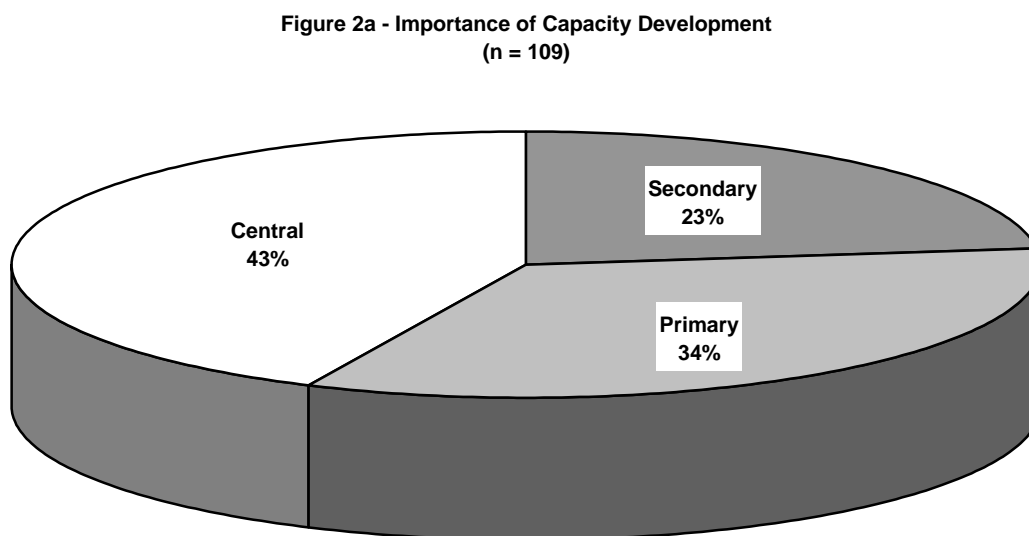 Figure 2a - Importance of Capacity Development
(n = 109)
Secondary
23%
Central
43%
Primary
34%